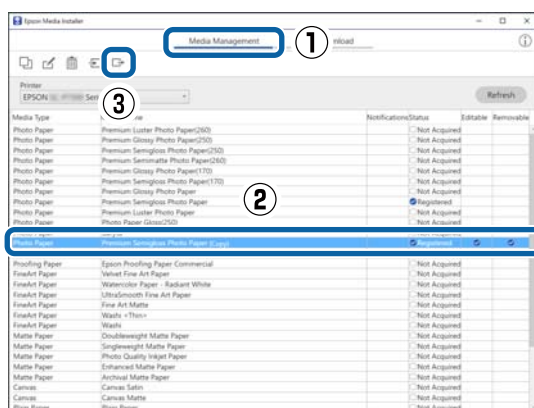 Epson Media Installer
Media Management
①
nload
③
Printer
EPSON Seri
Refresh
Media Type Notifications Status Editable Removable
Photo Paper Premium Luster Photo Paper(260) Not Acquired
Photo Paper Premium Glossy Photo Paper(250) Not Acquired
Photo Paper Premium Semigloss Photo Paper(250) Not Acquired
Photo Paper Premium Semimatte Photo Paper(260) Not Acquired
Photo Paper Premium Glossy Photo Paper(170) Not Acquired
Photo Paper Premium Semigloss Photo Paper(170) Not Acquired
Photo Paper Premium Glossy Photo Paper Not Acquired
Photo Paper Premium Semigloss Photo Paper Registered
Photo Paper Premium Luster Photo Paper Not Acquired
Photo Paper Photo Paper Gloss(250) Not Acquired
②
Photo Paper Premium Semigloss Photo Paper (Copy) Registered
Proofing Paper Epson Proofing Paper Commercial Not Acquired
FineArt Paper Velvet Fine Art Paper Not Acquired
FineArt Paper Watercolor Paper - Radiant White Not Acquired
FineArt Paper UltraSmooth Fine Art Paper Not Acquired
FineArt Paper Fine Art Matte Not Acquired
FineArt Paper Washi <Thin> Not Acquired
FineArt Paper Washi Not Acquired
Matte Paper Doubleweight Matte Paper Not Acquired
Matte Paper Singleweight Matte Paper Not Acquired
Matte Paper Photo Quality Inkjet Paper Not Acquired
Matte Paper Enhanced Matte Paper Not Acquired
Matte Paper Archival Matte Paper Not Acquired
Canvas Canvas Satin Not Acquired
Canvas Canvas Matte Not Acquired
Plain Paper Plain Paper Not Acquired